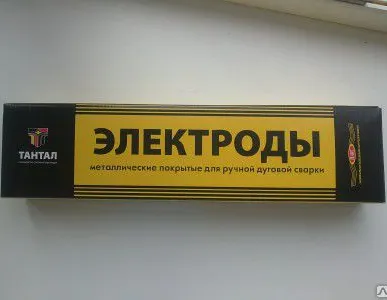 ТАНТАЛ
ЭЛЕКТРОДЫ
металлические покрытые для ручной дуговой сварки